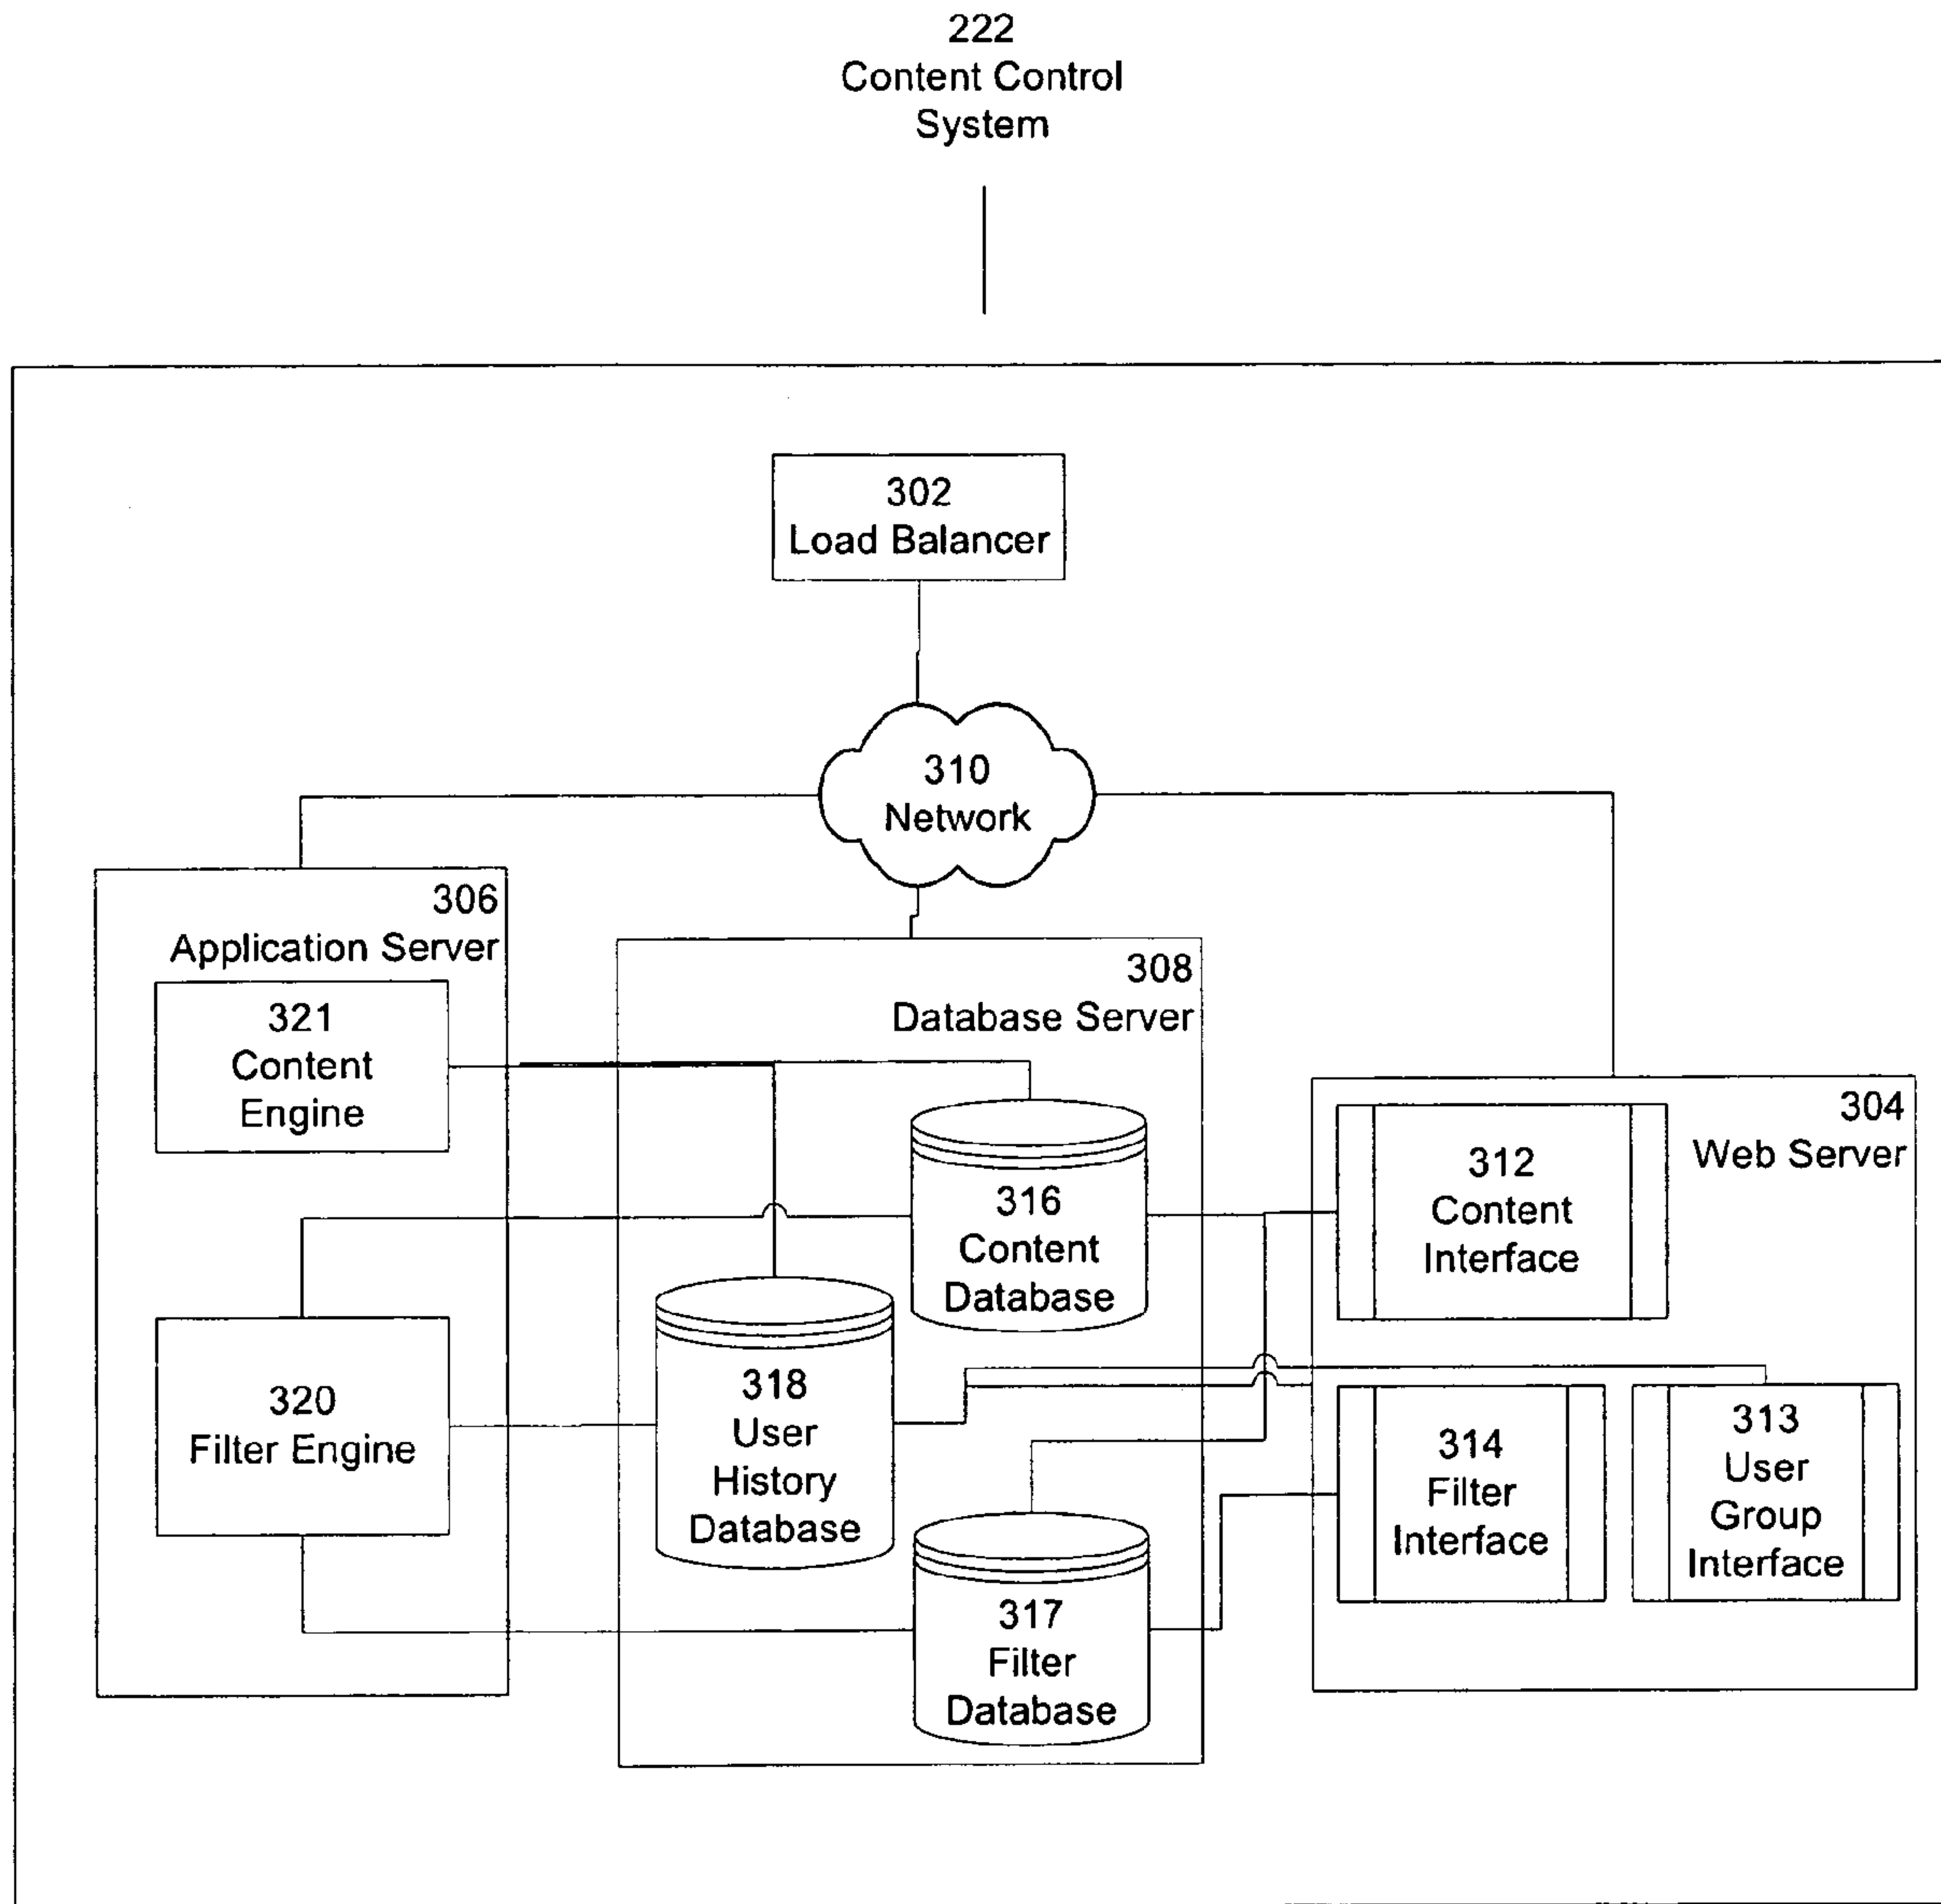 222
Content Control
System
302
Load Balancer
310
Network
306
Application Server
321
Content
Engine
320
Filter Engine
308
Database Server
316
Content
Database
318
User
History
Database
317
Filter
Database
304
Web Server
312
Content
Interface
314
Filter
Interface
313
User
Group
Interface